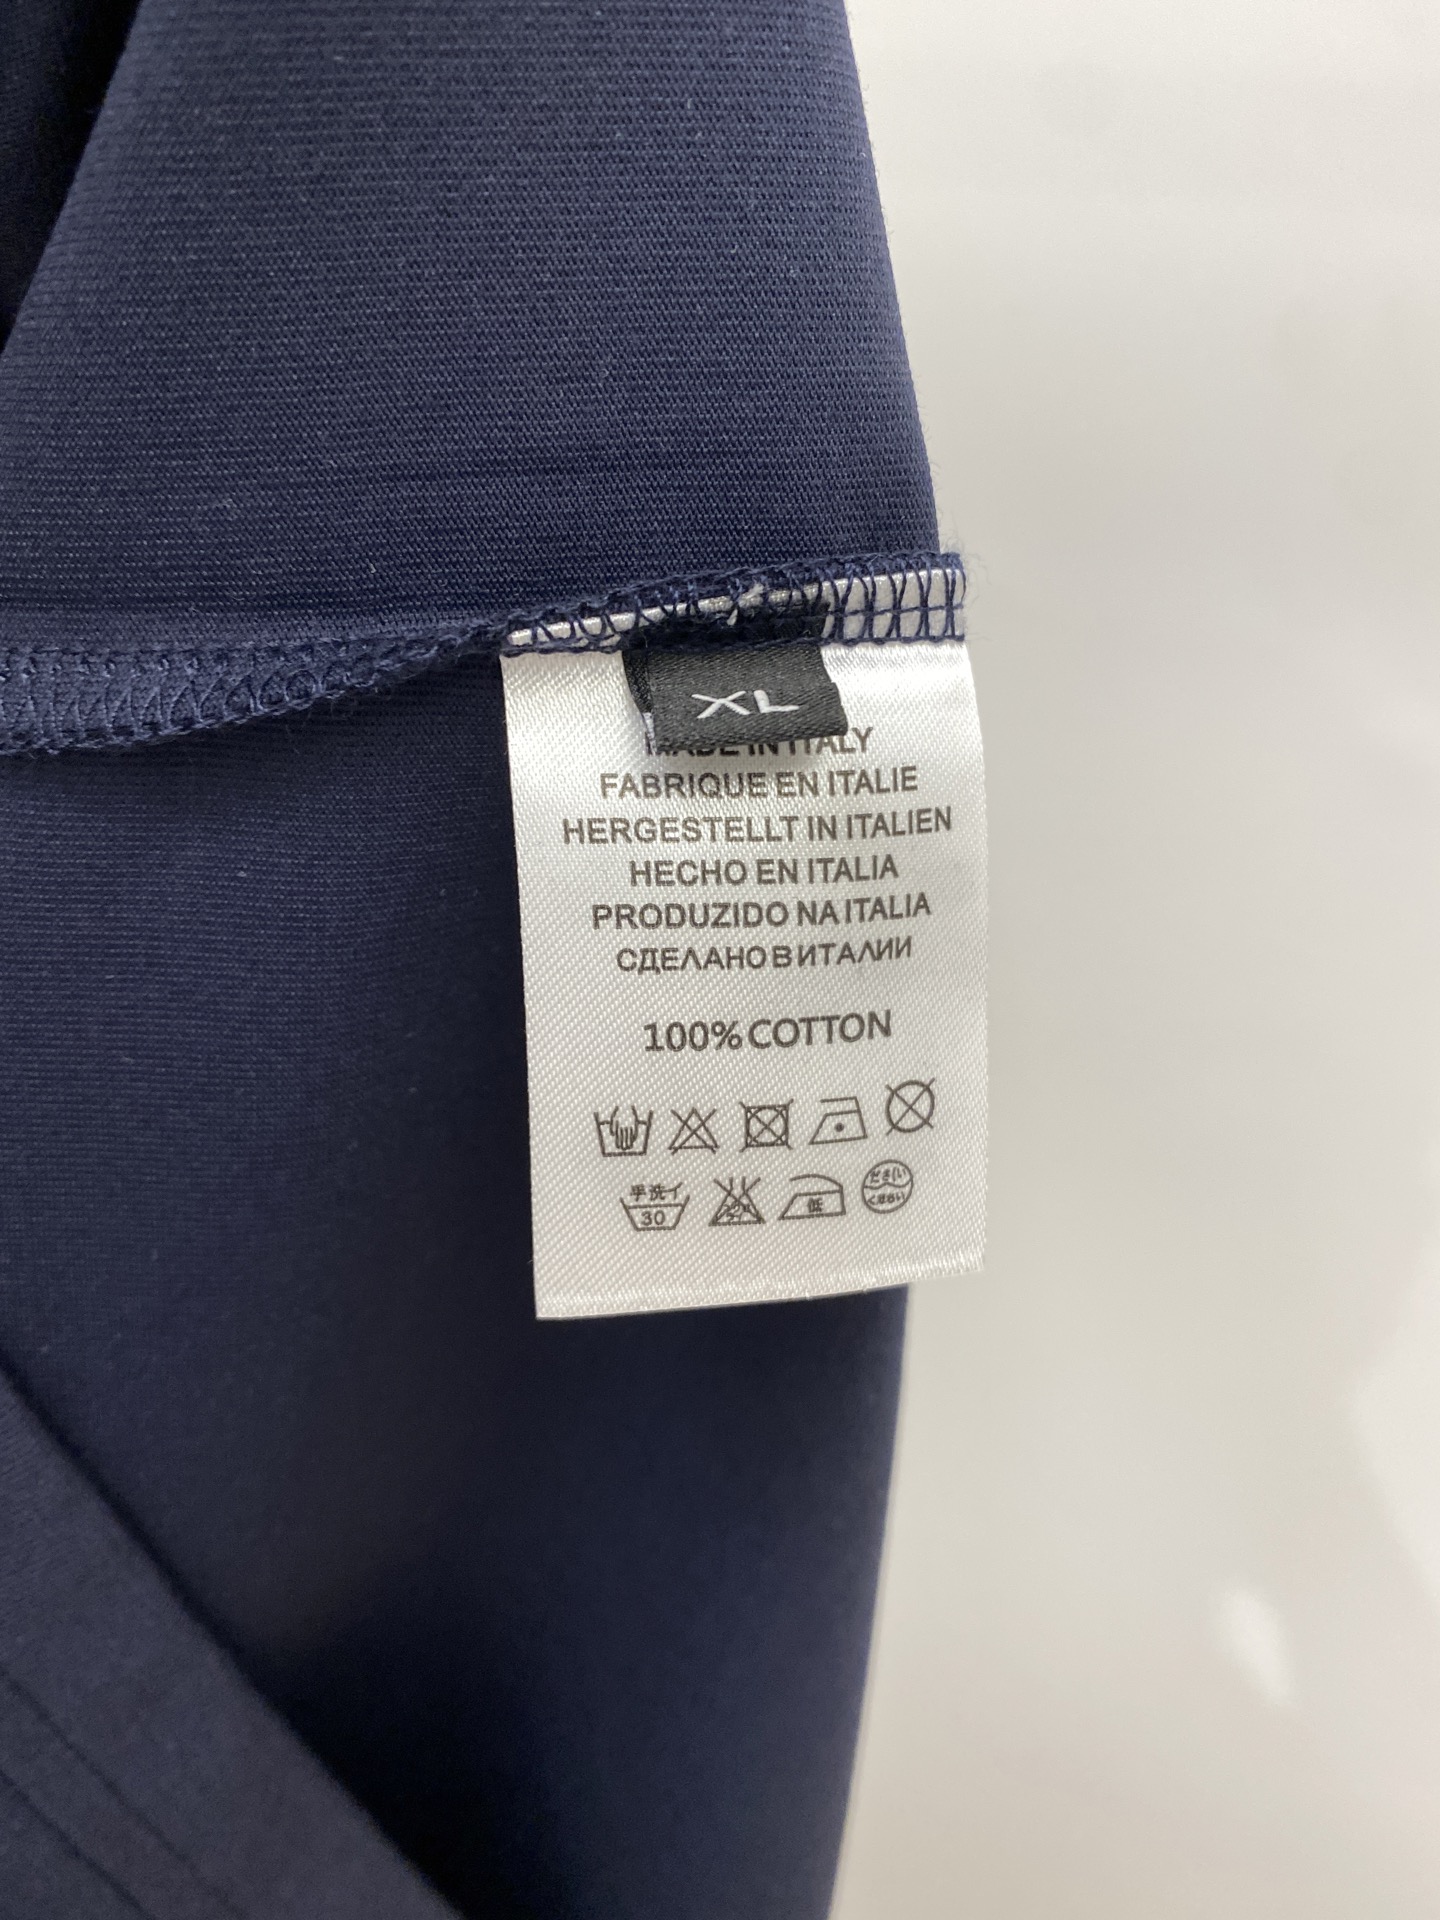 XL
MADE IN ITALY
FABRIQUE EN ITALIE
HERGESTELLT IN ITALIEN
HECHO EN ITALIA
PRODUZIDO NA ITALIA
СДЕЛАНО В ИТАЛИИ
100% COTTON
手洗イ
30
低